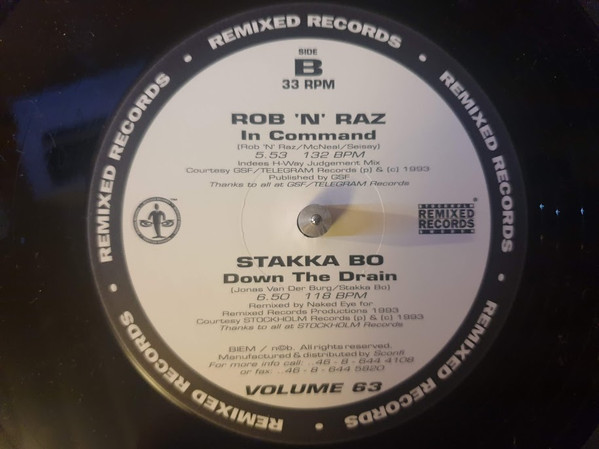 REMIXED RECORDS • REMIXED RECORDS • REMIXED RECORDS • REMIXED RECORDS • REMIXED RECORDS •
SIDE
B
33 RPM
ROB 'N' RAZ
In Command
(Rob 'N' Raz/McNeal/Seisay)
5.53 132 BPM
Indees H-Way Judgement Mix
Courtesy GSF/TELEGRAM Records (p) & (c) 1993
Published by GSF
Thanks to all at GSF/TELEGRAM Records
TM
STOCKHOLM
REMIXED
RECORDS
SWEDEN
®
STAKKA BO
Down The Drain
(Jonas Van Der Burg/Stakka Bo)
6.50 118 BPM
Remixed by Naked Eye for
Remixed Records Productions 1993
Courtesy STOCKHOLM Records (p) & (c) 1993
Thanks to all at STOCKHOLM Records
BIEM / n©b. All rights reserved.
Manufactured & distributed by Sconfi
For more info call: ..46 - 8 - 644 4108
or fax: ..46 - 8 - 644 5820
VOLUME 63